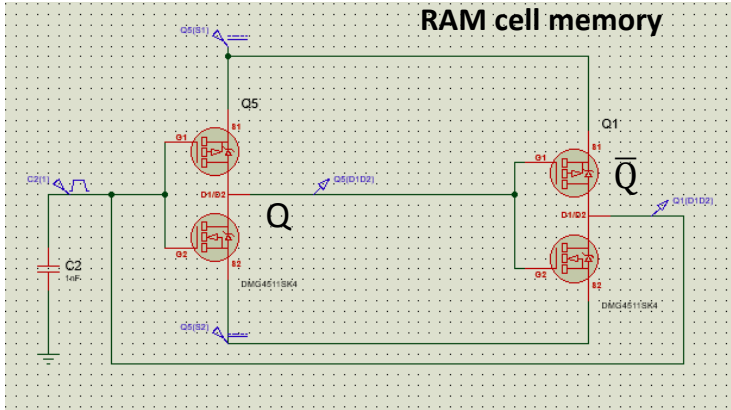 RAM cell memory
Q5(S1)
Q5
S1
G1
Q1
S1
G1
Q̅
C2(1)
D1/D2
Q5(D1D2)
Q1(D1D2)
Q
D1/D2
G2
S2
C2
1nF
G2
S2
DMG4511SK4
DMG4511SK4
Q5(S2)